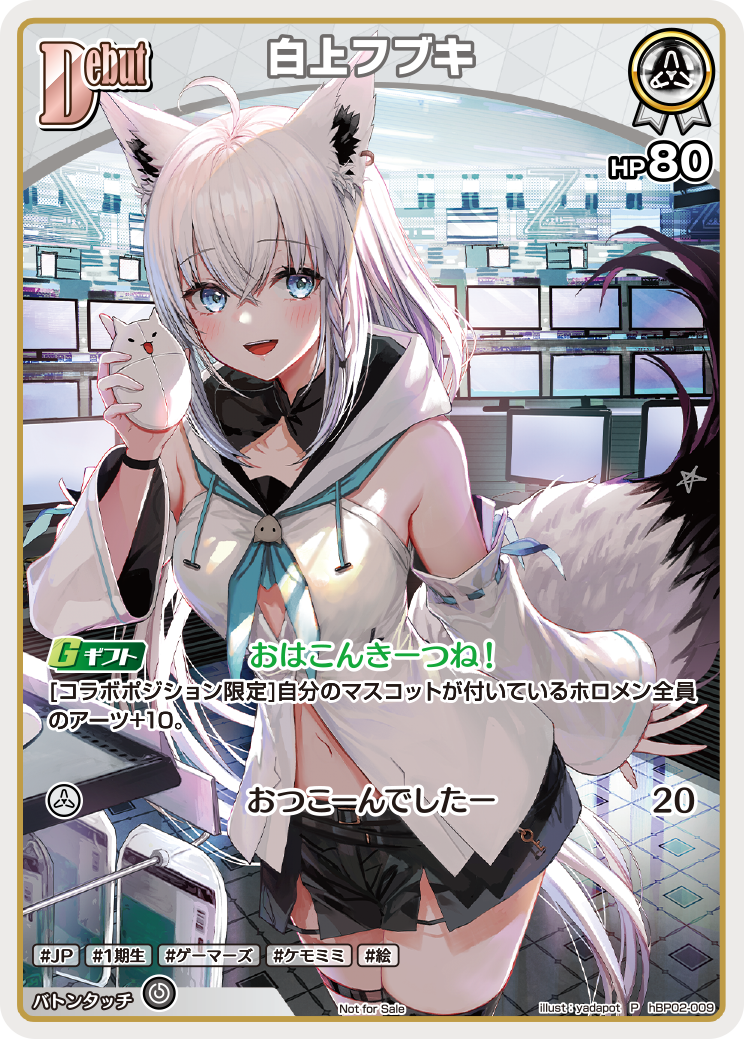 Debut
白上フブキ
HP80
Gギフト
おはこんきーつね!
[コラボポジション限定]自分のマスコットが付いているホロメン全員
のアーツ+10。
おつこーんでしたー 20
#JP #1期生 #ゲーマーズ #ケモミミ #絵
バトンタッチ
Not for Sale
illust:yadapot P hBP02-009